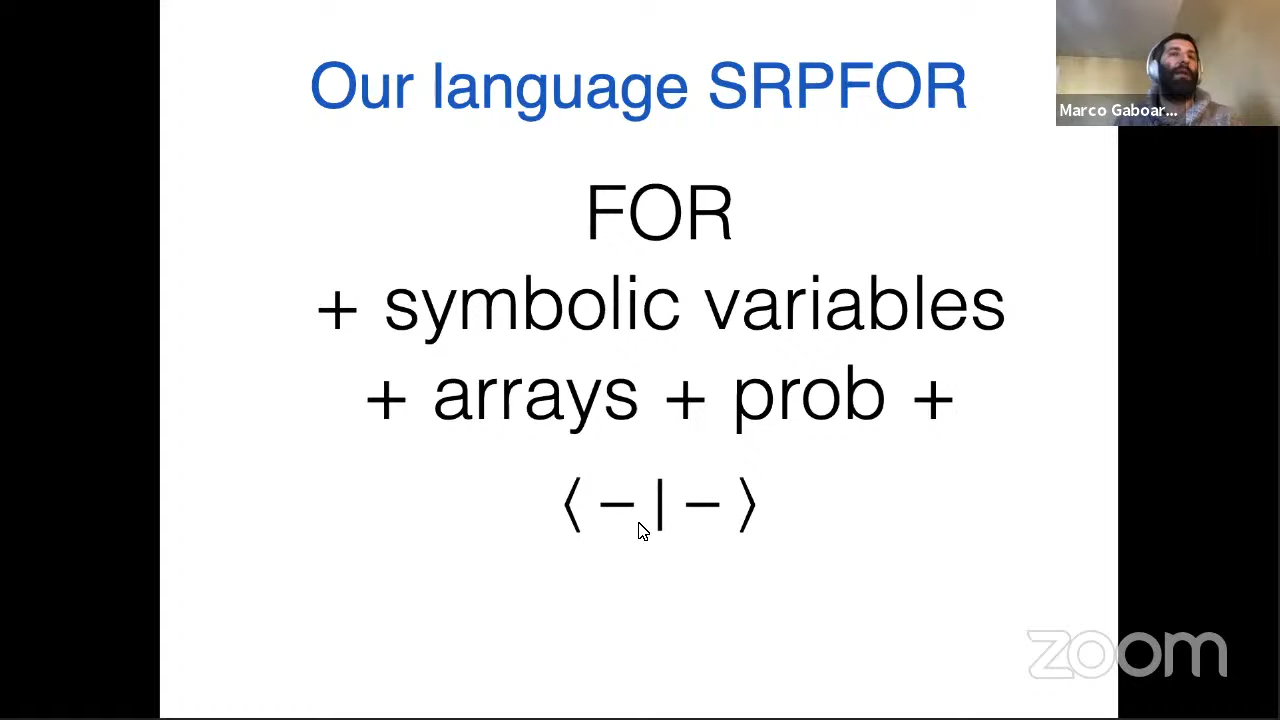 Our language SRPFOR
Marco Gaboar...
FOR
+ symbolic variables
+ arrays + prob +
⟨ − | − ⟩
zoom